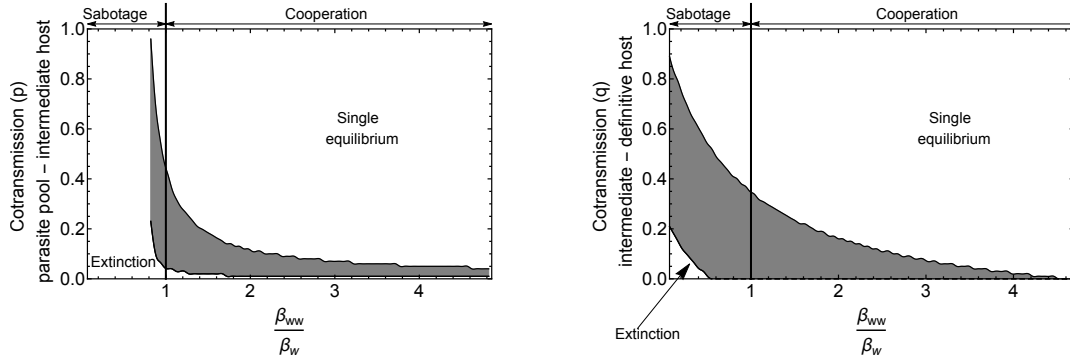 Sabotage
Cooperation
1.0
0.8
0.6
0.4
0.2
0.0
Cotransmission (p)
parasite pool – intermediate host
Single
equilibrium
Extinction
1
2
3
4
βww
βw
Sabotage
Cooperation
1.0
0.8
0.6
0.4
0.2
0.0
Cotransmission (q)
intermediate – definitive host
Single
equilibrium
Extinction
1
2
3
4
βww
βw